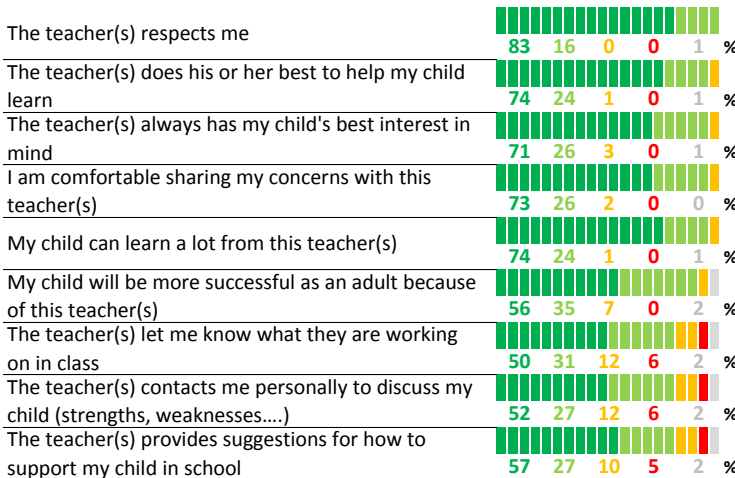 The teacher(s) respects me
83 16 0 0 1 %
The teacher(s) does his or her best to help my child
learn
74 24 1 0 1 %
The teacher(s) always has my child's best interest in
mind
71 26 3 0 1 %
I am comfortable sharing my concerns with this
teacher(s)
73 26 2 0 0 %
My child can learn a lot from this teacher(s)
74 24 1 0 1 %
My child will be more successful as an adult because
of this teacher(s)
56 35 7 0 2 %
The teacher(s) let me know what they are working
on in class
50 31 12 6 2 %
The teacher(s) contacts me personally to discuss my
child (strengths, weaknesses....)
52 27 12 6 2 %
The teacher(s) provides suggestions for how to
support my child in school
57 27 10 5 2 %